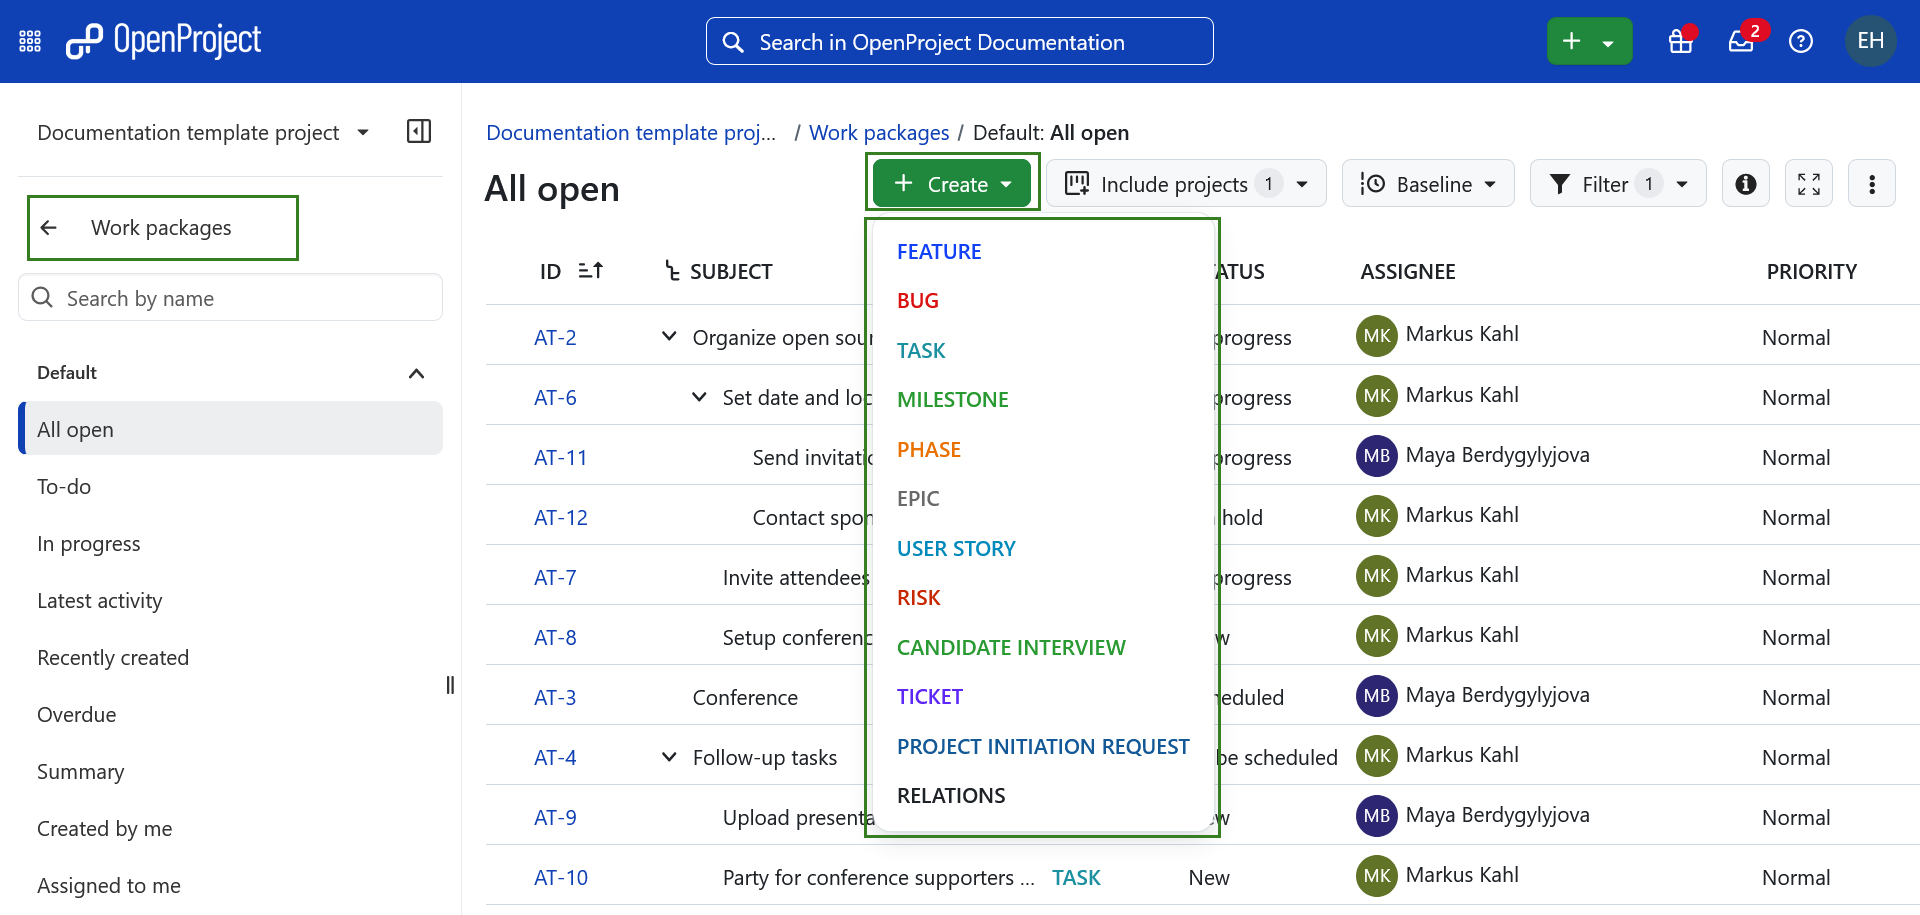 OpenProject
Search in OpenProject Documentation
2
EH
Documentation template project
Documentation template proj... / Work packages / Default: All open
Work packages
All open
Create
Include projects 1
Baseline
Filter 1
Search by name
Default
All open
To-do
In progress
Latest activity
Recently created
Overdue
Summary
Created by me
Assigned to me
ID SUBJECT ASSIGNEE PRIORITY
AT-2 Organize open progress MK Markus Kahl Normal
AT-6 Set date and progress MK Markus Kahl Normal
AT-11 Send progress MB Maya Berdygylyjova Normal
AT-12 Contact hold MK Markus Kahl Normal
AT-7 Invite attendees progress MK Markus Kahl Normal
AT-8 Setup MK Markus Kahl Normal
AT-3 Conference MB Maya Berdygylyjova Normal
AT-4 Follow-up tasks be scheduled MK Markus Kahl Normal
AT-9 Upload MB Maya Berdygylyjova Normal
AT-10 Party for conference supporters ... TASK New MK Markus Kahl Normal
FEATURE
BUG
TASK
MILESTONE
PHASE
EPIC
USER STORY
RISK
CANDIDATE INTERVIEW
TICKET
PROJECT INITIATION REQUEST
RELATIONS